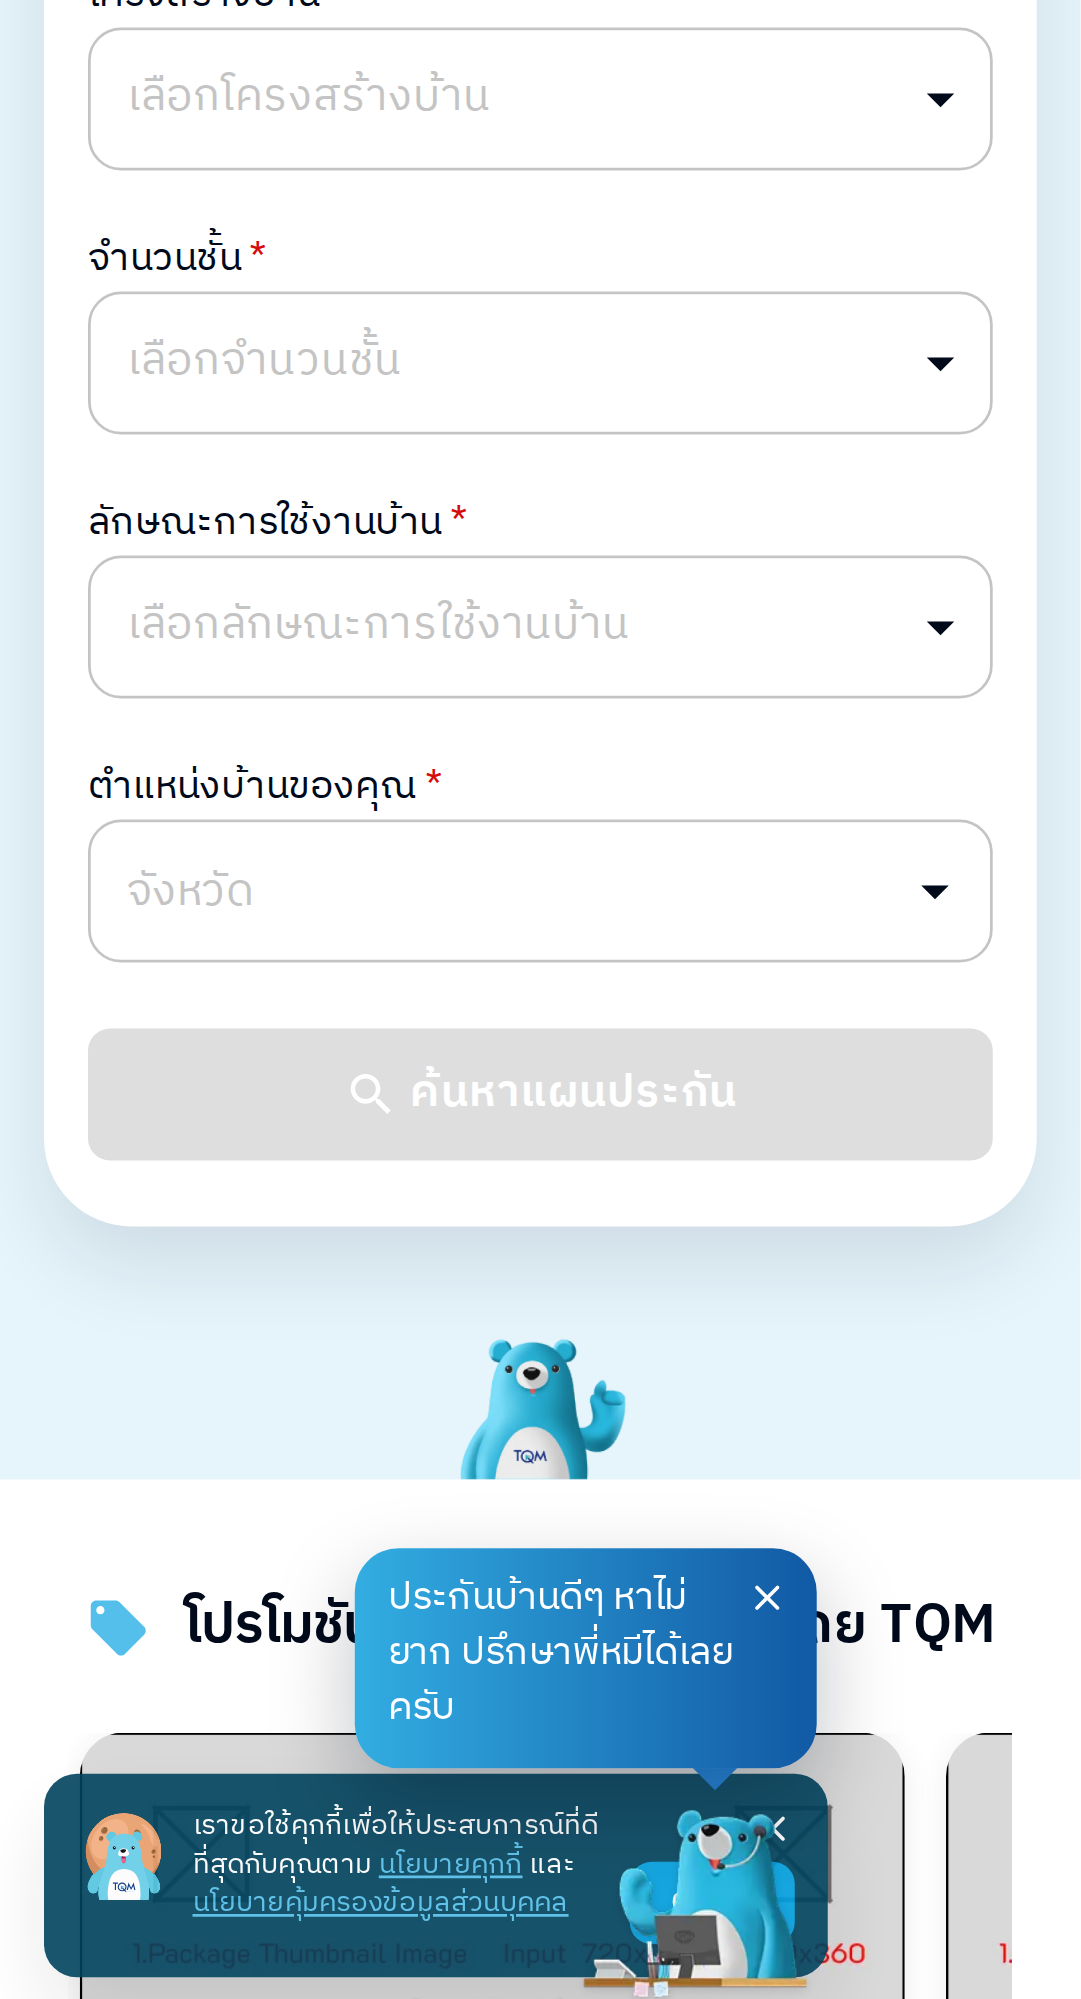 เลือกโครงสร้างบ้าน
จำนวนชั้น *
เลือกจำนวนชั้น
ลักษณะการใช้งานบ้าน *
เลือกลักษณะการใช้งานบ้าน
ตำแหน่งบ้านของคุณ *
จังหวัด
ค้นหาแผนประกัน
TQM
ประกันบ้านดีๆ หาไม่
ยาก ปรึกษาพี่หมีได้เลย
ครับ
โปรโมชัน TQM
เราขอใช้คุกกี้เพื่อให้ประสบการณ์ที่ดี
ที่สุดกับคุณตาม นโยบายคุกกี้ และ
นโยบายคุ้มครองข้อมูลส่วนบุคคล
TQM
1.Package Thumbnail Image Input 720x 360
1.